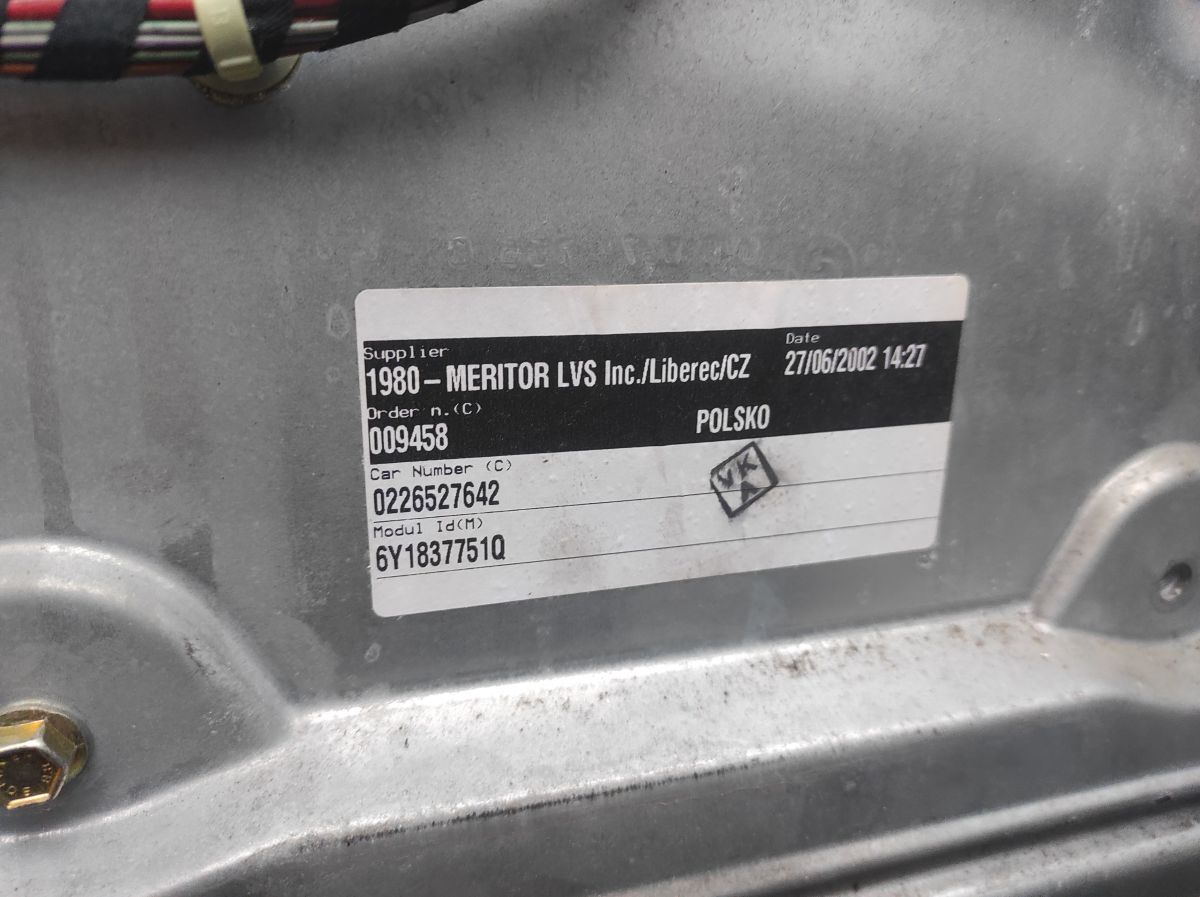 Supplier
1980 - MERITOR LVS Inc./Liberec/CZ
Date
27/06/2002 14:27
Order n.(C)
009458
POLSKO
Car Number (C)
0226527642
VK
A
Modul Id(M)
6Y1837751Q